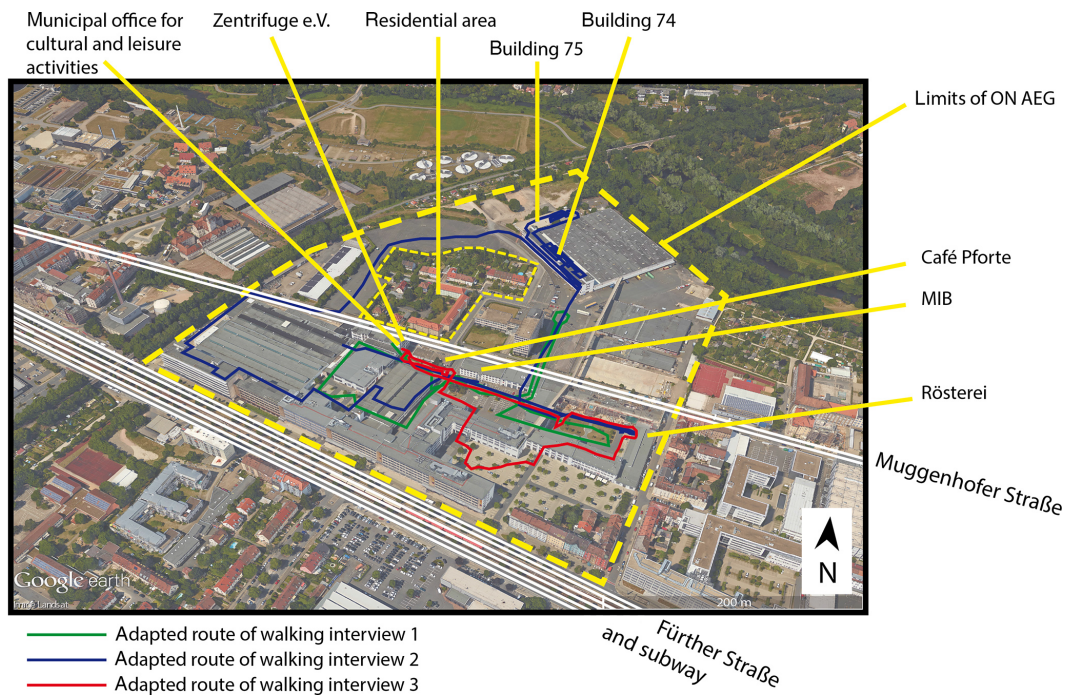 Municipal office for
cultural and leisure
activities
Zentrifuge e.V.
Residential area
Building 75
Building 74
Limits of ON AEG
Café Pforte
MIB
Rösterei
Muggenhofer Straße
N
Google earth
200 m
Fürther Straße
and subway
Adapted route of walking interview 1
Adapted route of walking interview 2
Adapted route of walking interview 3